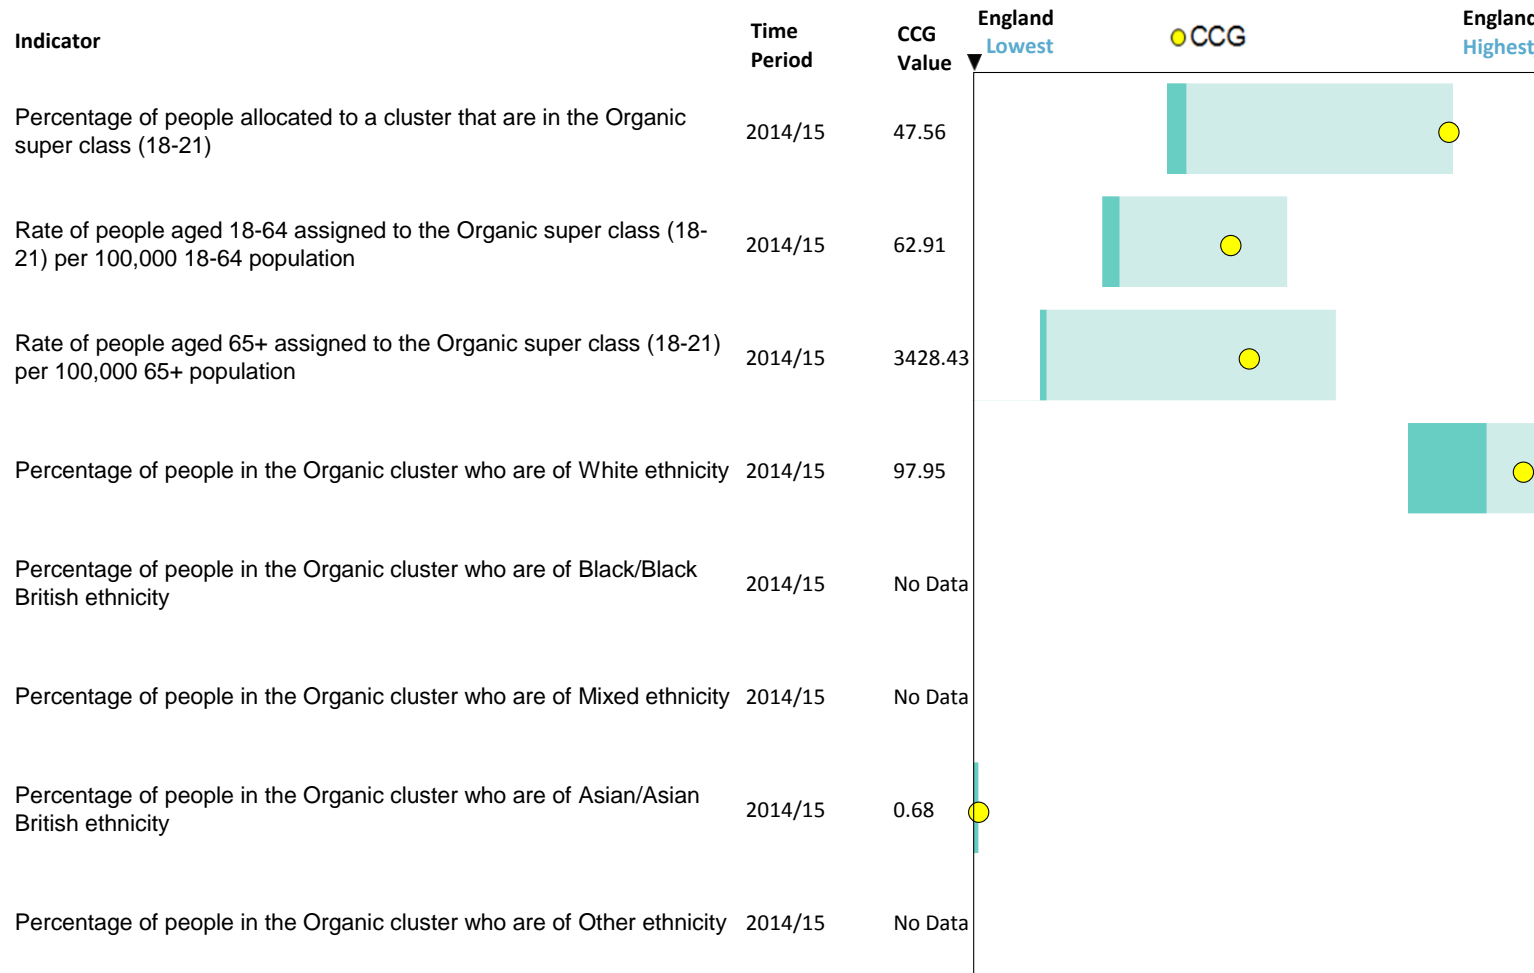 Indicator
Time
Period
CCG
Value
England
Lowest
CCG
England
Highest
Percentage of people allocated to a cluster that are in the Organic
super class (18-21)
2014/15
47.56
Rate of people aged 18-64 assigned to the Organic super class (18-
21) per 100,000 18-64 population
2014/15
62.91
Rate of people aged 65+ assigned to the Organic super class (18-21)
per 100,000 65+ population
2014/15
3428.43
Percentage of people in the Organic cluster who are of White ethnicity
2014/15
97.95
Percentage of people in the Organic cluster who are of Black/Black
British ethnicity
2014/15
No Data
Percentage of people in the Organic cluster who are of Mixed ethnicity
2014/15
No Data
Percentage of people in the Organic cluster who are of Asian/Asian
British ethnicity
2014/15
0.68
Percentage of people in the Organic cluster who are of Other ethnicity
2014/15
No Data